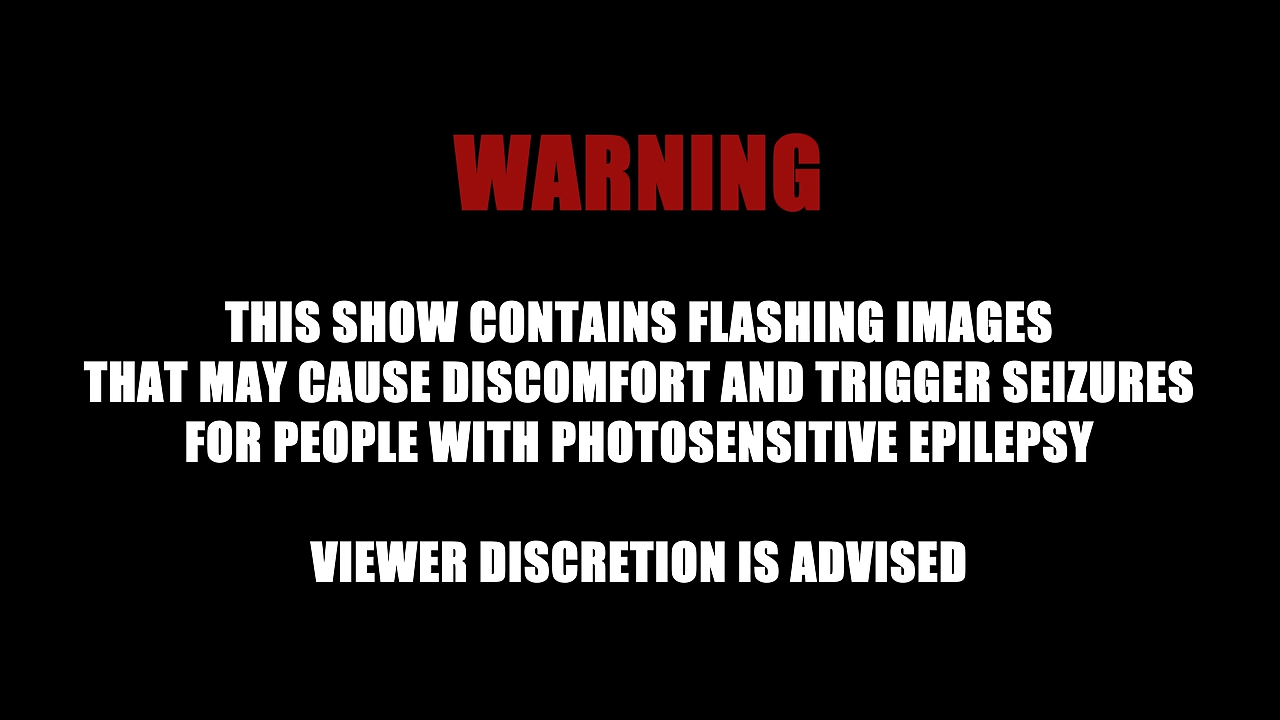 WARNING
THIS SHOW CONTAINS FLASHING IMAGES
THAT MAY CAUSE DISCOMFORT AND TRIGGER SEIZURES
FOR PEOPLE WITH PHOTOSENSITIVE EPILEPSY
VIEWER DISCRETION IS ADVISED